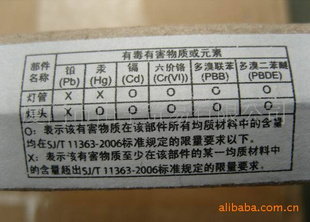 有毒有害物质或元素
部件名称 铅(Pb) 汞(Hg) 镉(Cd) 六价铬(Cr(VI)) 多溴联苯(PBB) 多溴二苯醚(PBDE)
灯管 X X O O O O
灯头 X O O O O O
O：表示该有害物质在该部件所有均质材料中的含量
均在SJ/T 11363-2006标准规定的限量要求以下。
X：表示该有害物质至少在该部件的某一均质材料中
的含量超出SJ/T 11363-2006标准规定的限量要求。
alibaba.com.cn